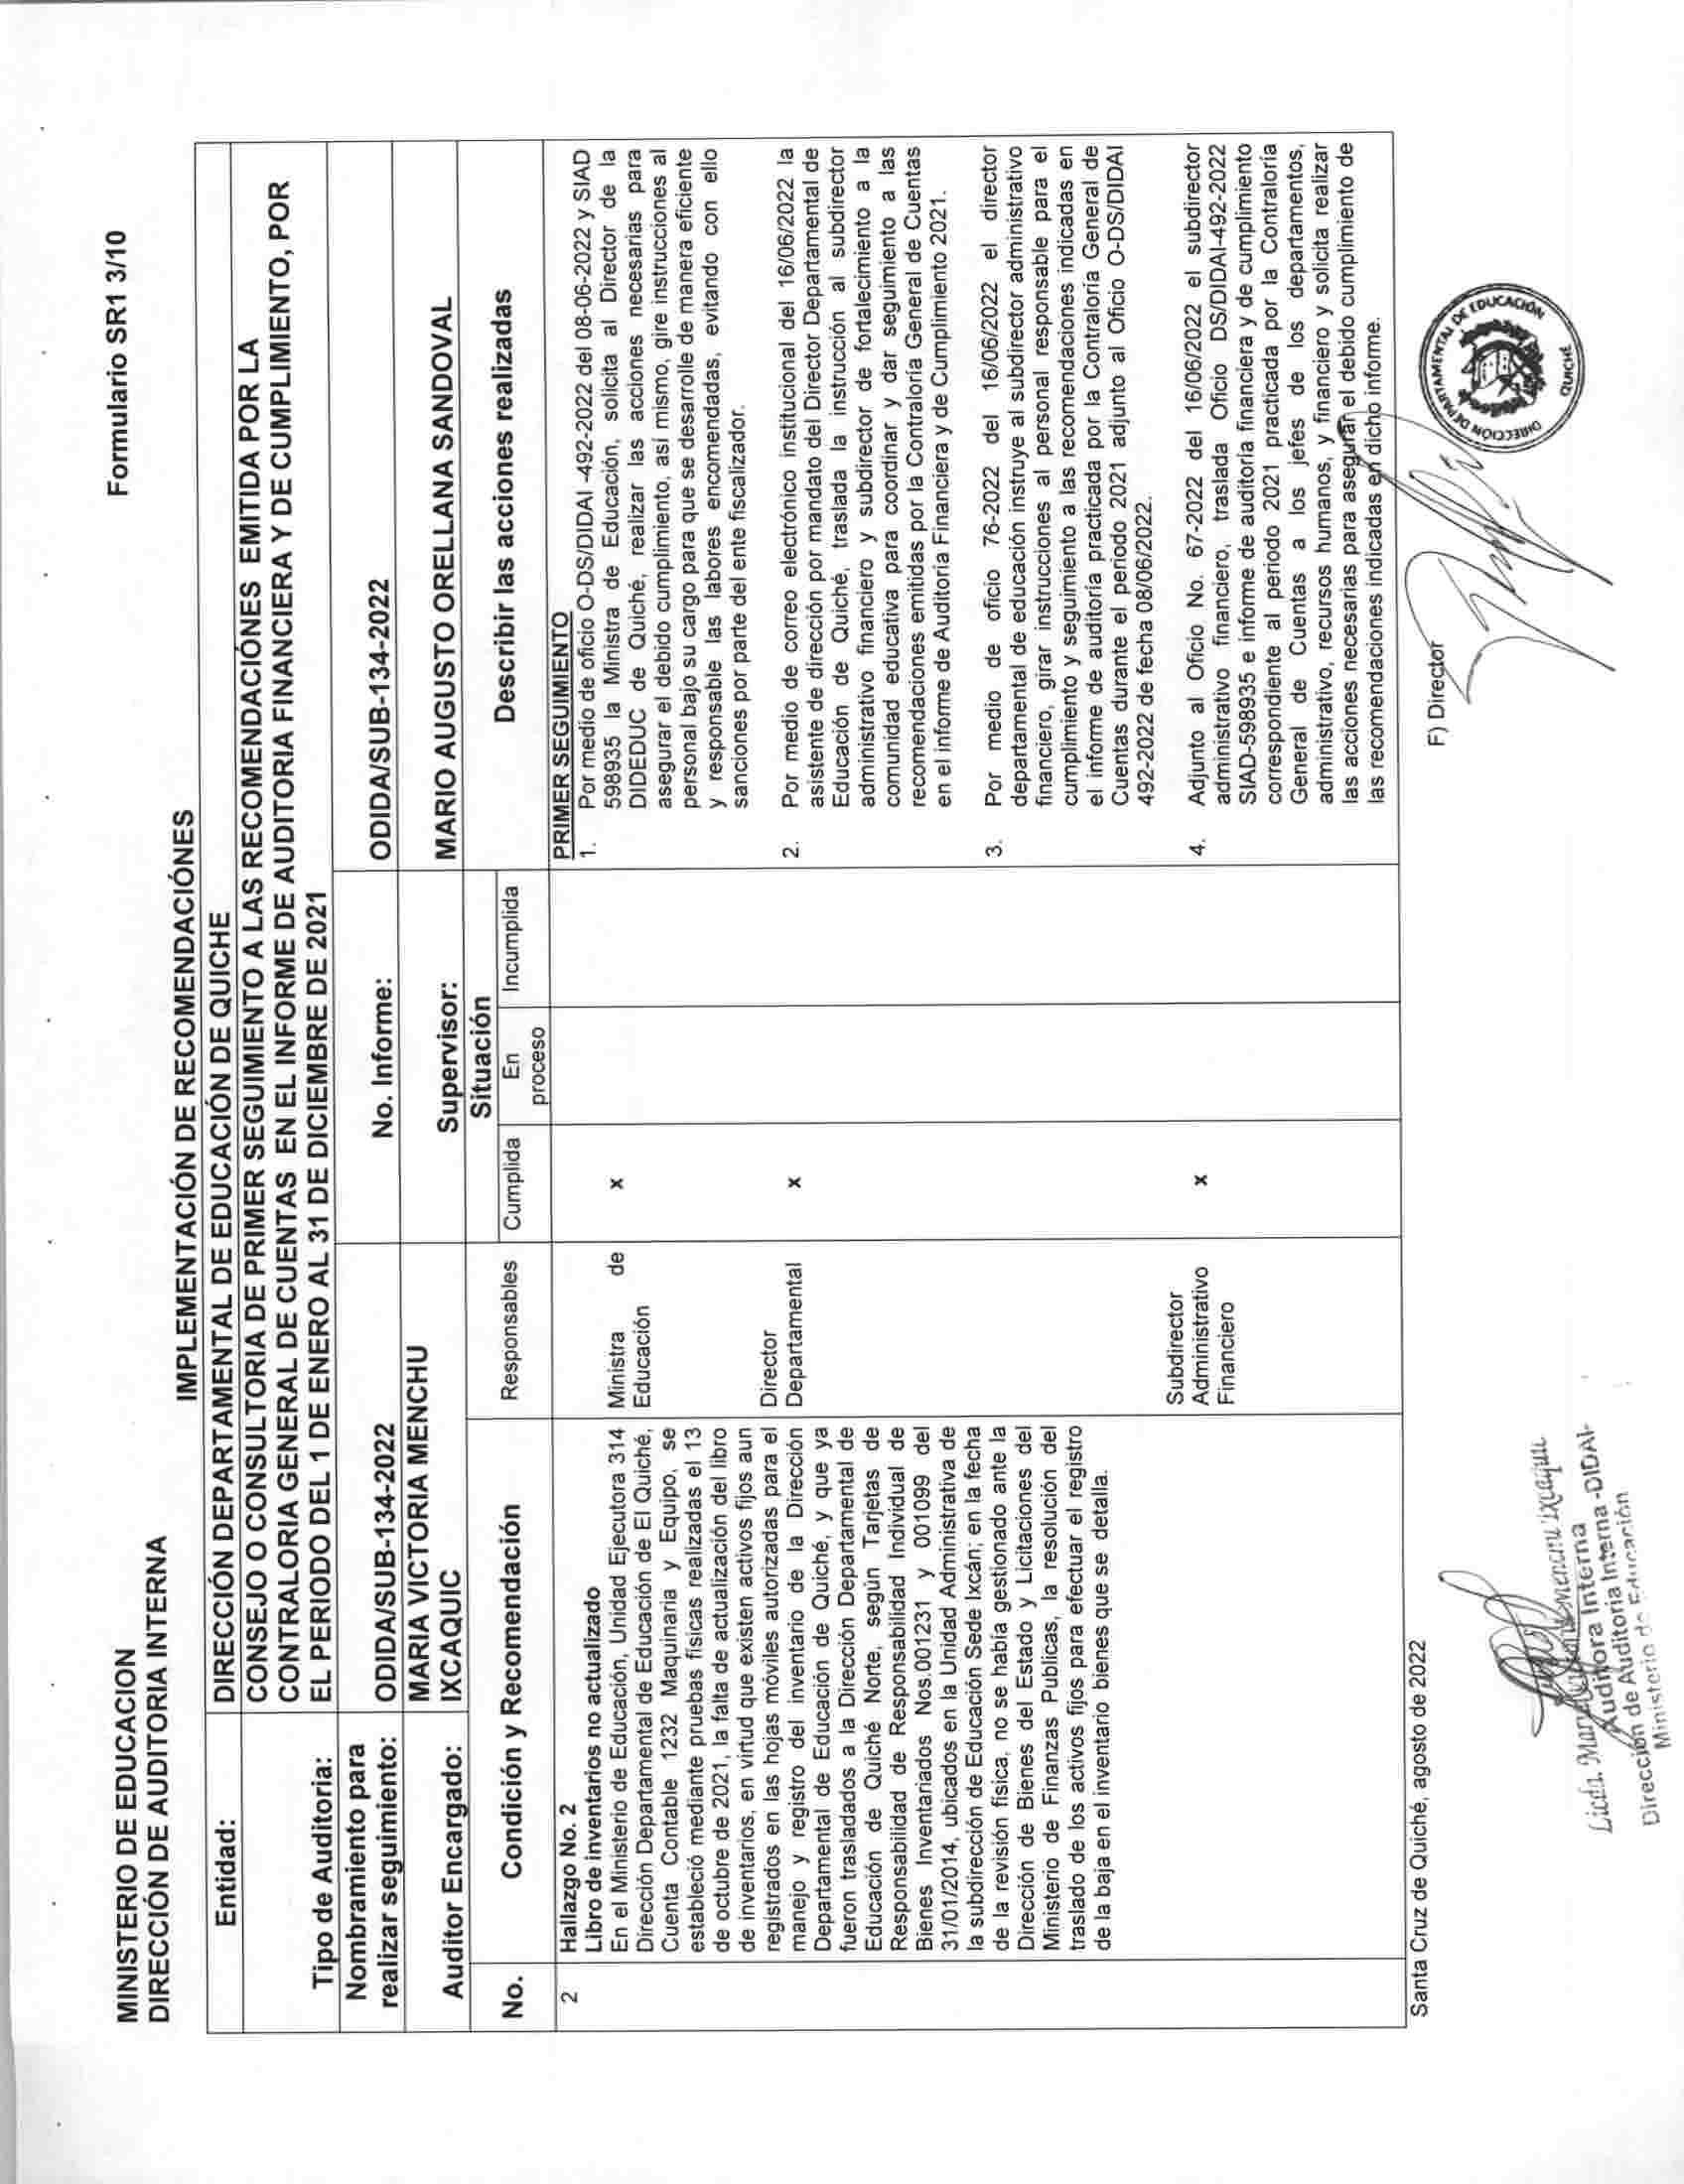 MINISTERIO DE EDUCACION
DIRECCIÓN DE AUDITORIA INTERNA
Formulario SR1 3/10
IMPLEMENTACIÓN DE RECOMENDACIÓNES
Entidad:
DIRECCIÓN DEPARTAMENTAL DE EDUCACIÓN DE QUICHE
Tipo de Auditoria:
CONSEJO O CONSULTORIA DE PRIMER SEGUIMIENTO A LAS RECOMENDACIÓNES EMITIDA POR LA
CONTRALORIA GENERAL DE CUENTAS EN EL INFORME DE AUDITORIA FINANCIERA Y DE CUMPLIMIENTO, POR
EL PERIODO DEL 1 DE ENERO AL 31 DE DICIEMBRE DE 2021
Nombramiento para
realizar seguimiento:
ODIDA/SUB-134-2022
No. Informe:
ODIDA/SUB-134-2022
Auditor Encargado:
MARIA VICTORIA MENCHU
IXCAQUIC
Supervisor:
MARIO AUGUSTO ORELLANA SANDOVAL
No.
Condición y Recomendación
Responsables
Situación
Cumplida
En
proceso
Incumplida
Describir las acciones realizadas
2
Hallazgo No. 2
Libro de inventarios no actualizado
En el Ministerio de Educación, Unidad Ejecutora 314
Dirección Departamental de Educación de El Quiché,
Cuenta Contable 1232 Maquinaria y Equipo, se
estableció mediante pruebas físicas realizadas el 13
de octubre de 2021, la falta de actualización del libro
de inventarios, en virtud que existen activos fijos aun
registrados en las hojas móviles autorizadas para el
manejo y registro del inventario de la Dirección
Departamental de Educación de Quiché, y que ya
fueron trasladados a la Dirección Departamental de
Educación de Quiché Norte, según Tarjetas de
Responsabilidad de Responsabilidad Individual de
Bienes Inventariados Nos.001231 y 001099 del
31/01/2014, ubicados en la Unidad Administrativa de
la subdirección de Educación Sede Ixcán; en la fecha
de la revisión física, no se había gestionado ante la
Dirección de Bienes del Estado y Licitaciones del
Ministerio de Finanzas Publicas, la resolución del
traslado de los activos fijos para efectuar el registro
de la baja en el inventario bienes que se detalla.
Ministra de
Educación
x
Director
Departamental
x
Subdirector
Administrativo
Financiero
x
PRIMER SEGUIMIENTO
1. Por medio de oficio O-DS/DIDAI -492-2022 del 08-06-2022 y SIAD
598935 la Ministra de Educación, solicita al Director de la
DIDEDUC de Quiché, realizar las acciones necesarias para
asegurar el debido cumplimiento, así mismo, gire instrucciones al
personal bajo su cargo para que se desarrolle de manera eficiente
y responsable las labores encomendadas, evitando con ello
sanciones por parte del ente fiscalizador.
2. Por medio de correo electrónico institucional del 16/06/2022 la
asistente de dirección por mandato del Director Departamental de
Educación de Quiché, traslada la instrucción al subdirector
administrativo financiero y subdirector de fortalecimiento a la
comunidad educativa para coordinar y dar seguimiento a las
recomendaciones emitidas por la Contraloría General de Cuentas
en el informe de Auditoría Financiera y de Cumplimiento 2021.
3. Por medio de oficio 76-2022 del 16/06/2022 el director
departamental de educación instruye al subdirector administrativo
financiero, girar instrucciones al personal responsable para el
cumplimiento y seguimiento a las recomendaciones indicadas en
el informe de auditoría practicada por la Contraloría General de
Cuentas durante el periodo 2021 adjunto al Oficio O-DS/DIDAI
492-2022 de fecha 08/06/2022.
4. Adjunto al Oficio No. 67-2022 del 16/06/2022 el subdirector
administrativo financiero, traslada Oficio DS/DIDAI-492-2022
SIAD-598935 e informe de auditoría financiera y de cumplimiento
correspondiente al periodo 2021 practicada por la Contraloría
General de Cuentas a los jefes de los departamentos,
administrativo, recursos humanos, y financiero y solicita realizar
las acciones necesarias para asegurar el debido cumplimiento de
las recomendaciones indicadas en dicho informe.
Santa Cruz de Quiché, agosto de 2022
F) Director
DIRECCIÓN DEPARTAMENTAL DE EDUCACIÓN
QUICHÉ
Licda. Menchu Ixcaquic
Auditora Interna
Dirección de Auditoria Interna -DIDAI-
Ministerio de Educación